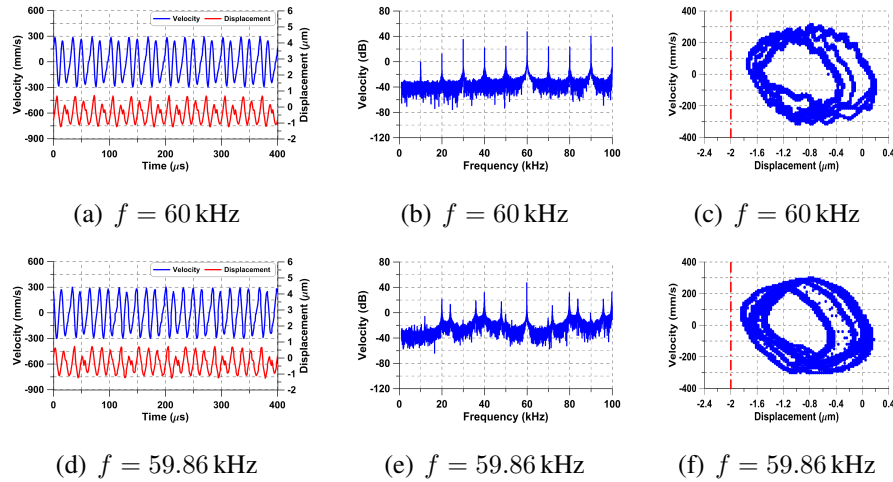 Velocity Displacement
600
300
0
-300
-600
-900
6
5
4
3
2
1
0
-1
-2
0 100 200 300 400
Velocity (mm/s)
Displacement (μm)
Time (μs)
(a) f = 60 kHz
80
40
0
-40
-80
-120
0 20 40 60 80 100
Velocity (dB)
Frequency (kHz)
(b) f = 60 kHz
400
200
0
-200
-400
-2.4 -2 -1.6 -1.2 -0.8 -0.4 0 0.4
Velocity (mm/s)
Displacement (μm)
(c) f = 60 kHz
Velocity Displacement
600
300
0
-300
-600
-900
6
5
4
3
2
1
0
-1
-2
0 100 200 300 400
Velocity (mm/s)
Displacement (μm)
Time (μs)
(d) f = 59.86 kHz
80
40
0
-40
-80
-120
0 20 40 60 80 100
Velocity (dB)
Frequency (kHz)
(e) f = 59.86 kHz
400
200
0
-200
-400
-2.4 -2 -1.6 -1.2 -0.8 -0.4 0 0.4
Velocity (mm/s)
Displacement (μm)
(f) f = 59.86 kHz